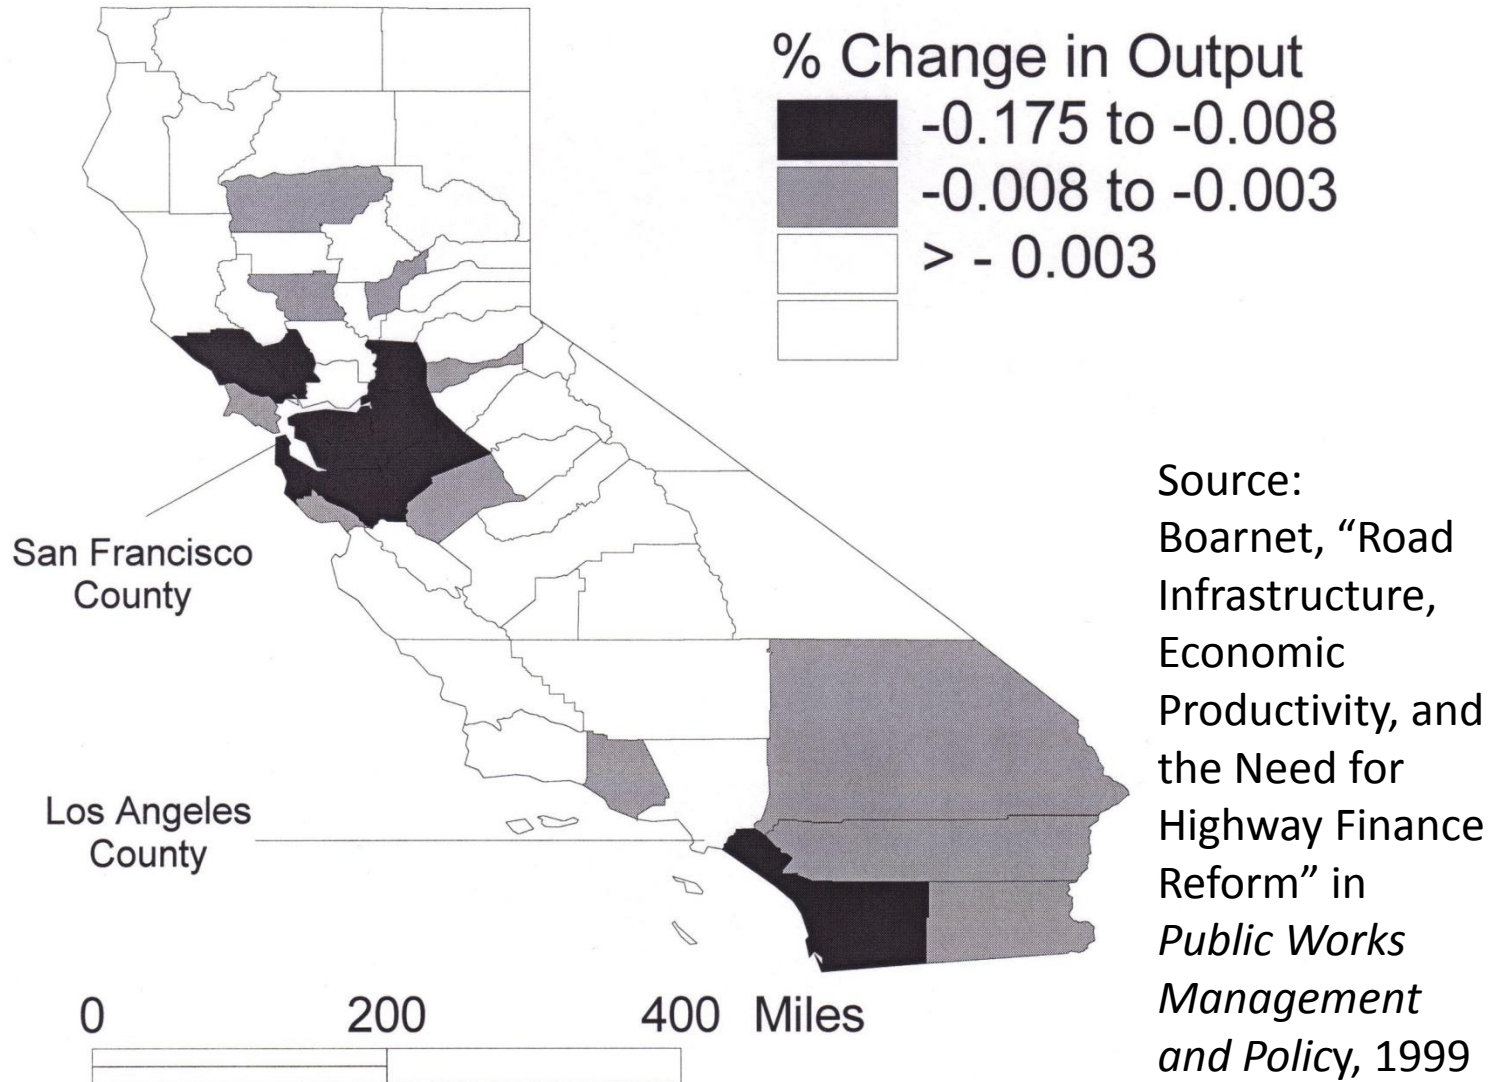 % Change in Output
-0.175 to -0.008
-0.008 to -0.003
> - 0.003
San Francisco
County
Los Angeles
County
0 200 400 Miles
Source:
Boarnet, “Road
Infrastructure,
Economic
Productivity, and
the Need for
Highway Finance
Reform” in
Public Works
Management
and Policy, 1999